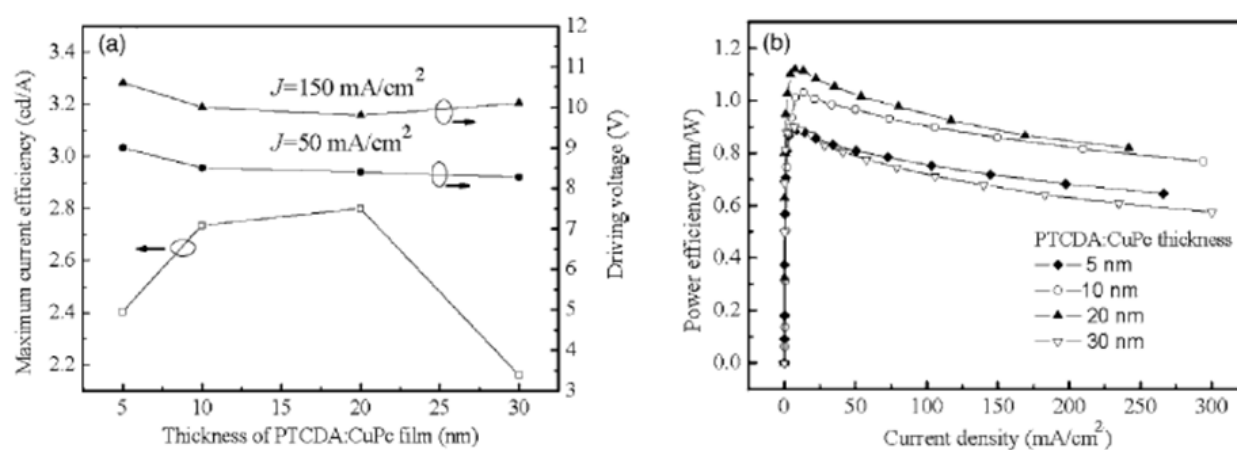 (a)
3.4
3.2
3.0
2.8
2.6
2.4
2.2
Maximum current efficiency (cd/A)
J=150 mA/cm²
J=50 mA/cm²
12
11
10
9
8
7
6
5
4
3
Driving voltage (V)
5 10 15 20 25 30
Thickness of PTCDA:CuPc film (nm)
(b)
1.2
1.0
0.8
0.6
0.4
0.2
0.0
Power efficiency (lm/W)
PTCDA:CuPc thickness
5 nm
10 nm
20 nm
30 nm
0 50 100 150 200 250 300
Current density (mA/cm²)